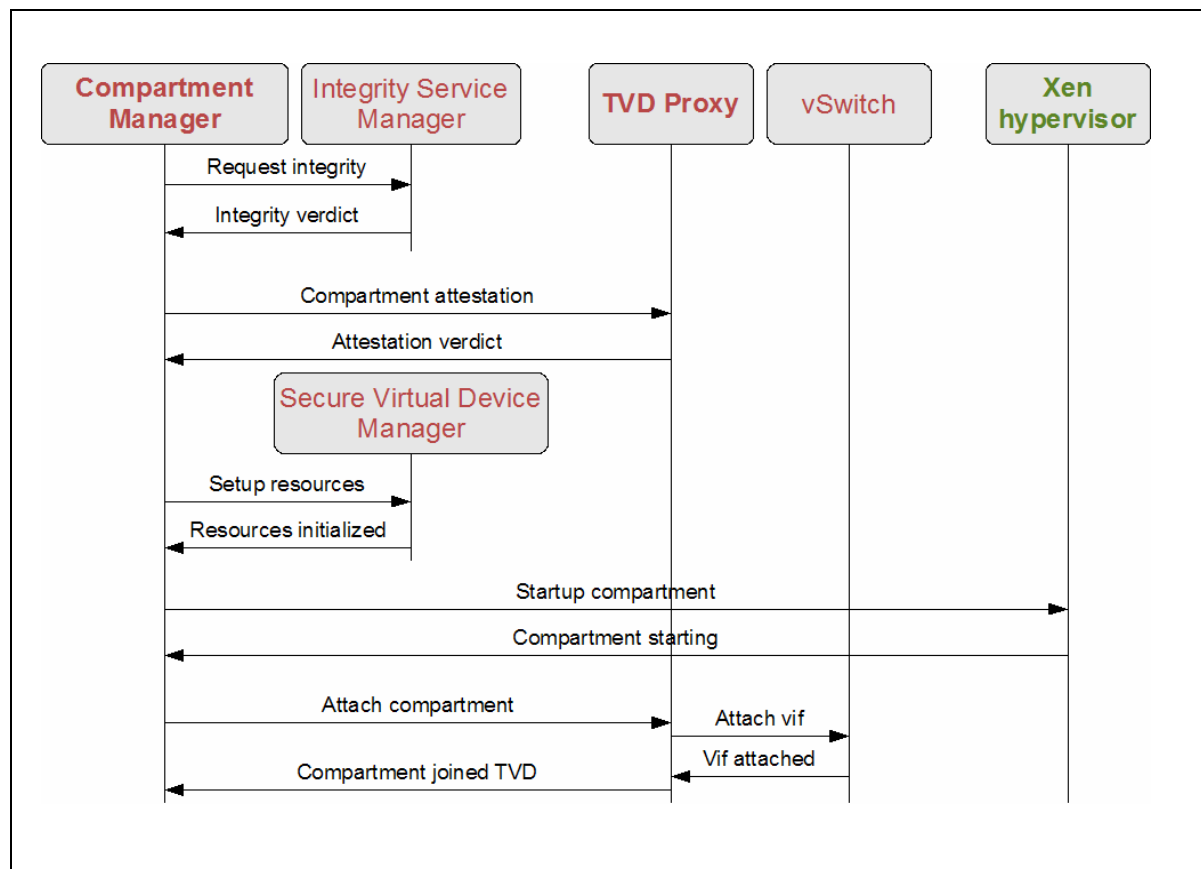 Compartment
Manager
Integrity Service
Manager
TVD Proxy
vSwitch
Xen
hypervisor
Request integrity
Integrity verdict
Compartment attestation
Attestation verdict
Secure Virtual Device
Manager
Setup resources
Resources initialized
Startup compartment
Compartment starting
Attach compartment
Attach vif
Vif attached
Compartment joined TVD